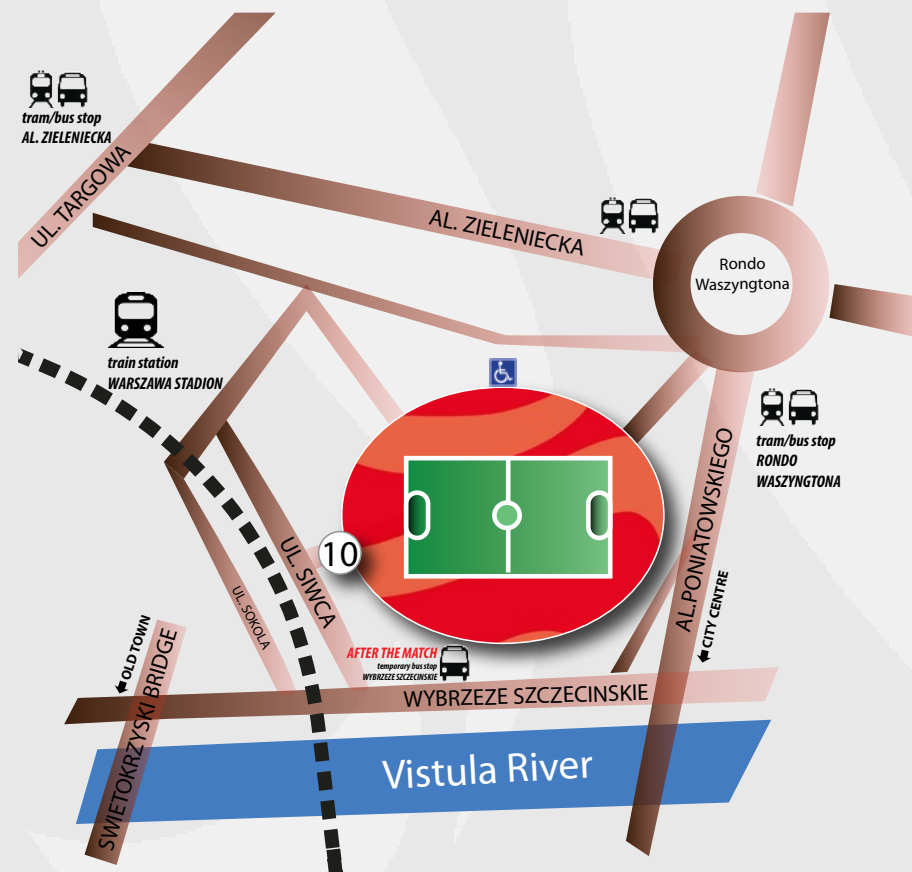 tram/bus stop
AL. ZIELENIECKA
UL. TARGOWA
AL. ZIELENIECKA
Rondo
Waszyngtona
train station
WARSZAWA STADION
tram/bus stop
RONDO
WASZYNGTONA
AL.PONIATOWSKIEGO
CITY CENTRE
10
UL. SIWCA
UL. SOKOLA
OLD TOWN
SWIETOKRZYSKI BRIDGE
AFTER THE MATCH
temporary bus stop
WYBRZEZE SZCZECINSKIE
WYBRZEZE SZCZECINSKIE
Vistula River